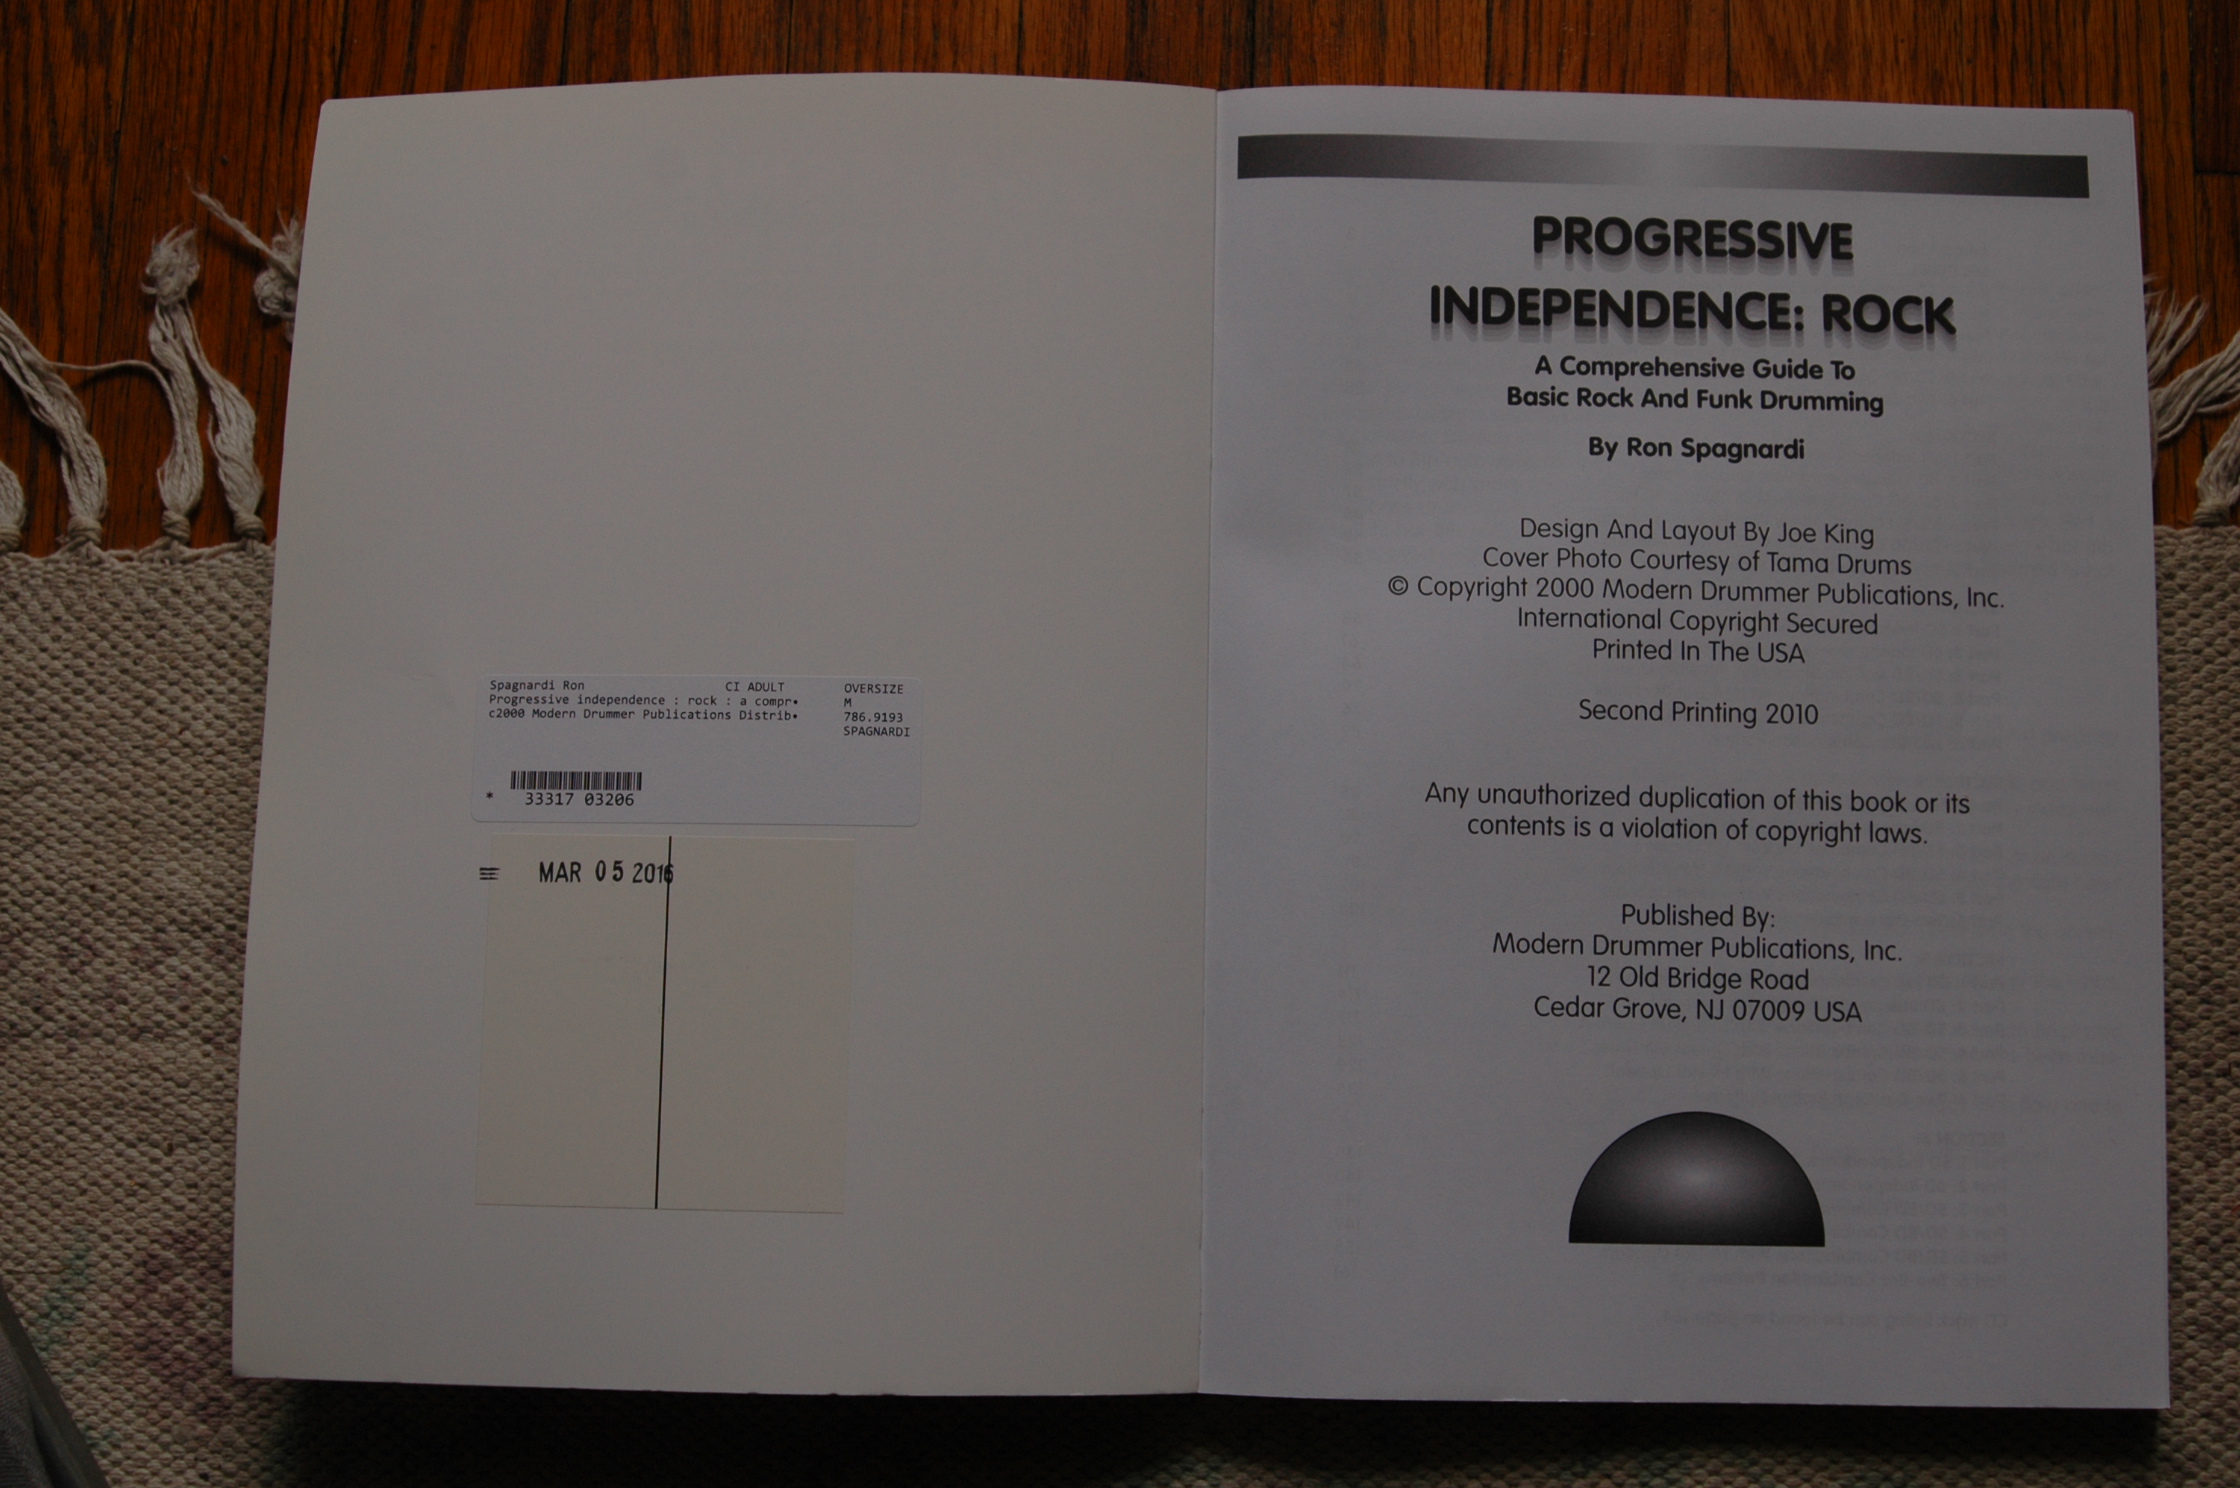 Spagnardi Ron CI ADULT OVERSIZE
Progressive independence : rock : a compr• M
c2000 Modern Drummer Publications Distrib• 786.9193
SPAGNARDI
* 33317 03206
MAR 05 2016
PROGRESSIVE
INDEPENDENCE: ROCK
A Comprehensive Guide To
Basic Rock And Funk Drumming
By Ron Spagnardi
Design And Layout By Joe King
Cover Photo Courtesy of Tama Drums
© Copyright 2000 Modern Drummer Publications, Inc.
International Copyright Secured
Printed In The USA
Second Printing 2010
Any unauthorized duplication of this book or its
contents is a violation of copyright laws.
Published By:
Modern Drummer Publications, Inc.
12 Old Bridge Road
Cedar Grove, NJ 07009 USA